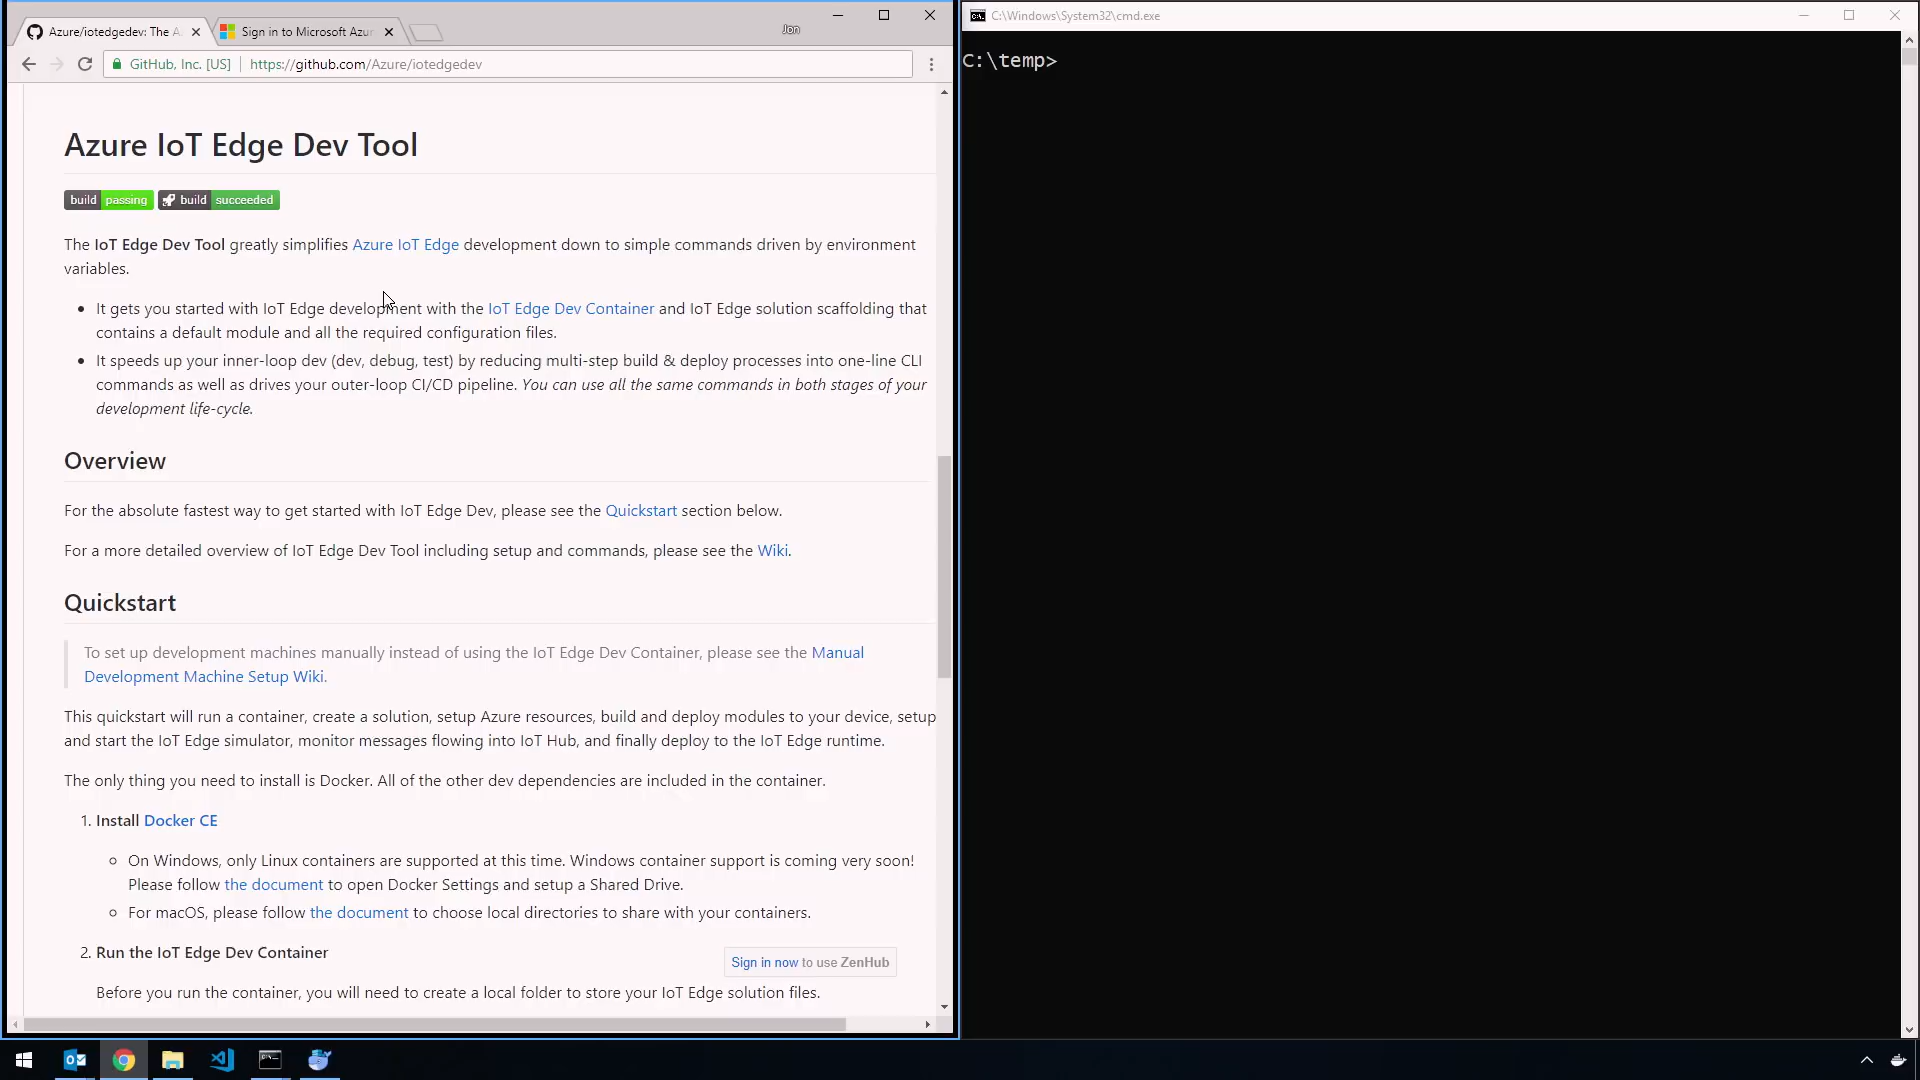 Azure/iotedgedev: The A
Sign in to Microsoft Azur
Jon
C:\Windows\System32\cmd.exe
GitHub, Inc. [US]
https://github.com/Azure/iotedgedev
C:\temp>
Azure IoT Edge Dev Tool
build passing build succeeded
The IoT Edge Dev Tool greatly simplifies Azure IoT Edge development down to simple commands driven by environment
variables.
• It gets you started with IoT Edge development with the IoT Edge Dev Container and IoT Edge solution scaffolding that
contains a default module and all the required configuration files.
• It speeds up your inner-loop dev (dev, debug, test) by reducing multi-step build & deploy processes into one-line CLI
commands as well as drives your outer-loop CI/CD pipeline. You can use all the same commands in both stages of your
development life-cycle.
Overview
For the absolute fastest way to get started with IoT Edge Dev, please see the Quickstart section below.
For a more detailed overview of IoT Edge Dev Tool including setup and commands, please see the Wiki.
Quickstart
To set up development machines manually instead of using the IoT Edge Dev Container, please see the Manual
Development Machine Setup Wiki.
This quickstart will run a container, create a solution, setup Azure resources, build and deploy modules to your device, setup
and start the IoT Edge simulator, monitor messages flowing into IoT Hub, and finally deploy to the IoT Edge runtime.
The only thing you need to install is Docker. All of the other dev dependencies are included in the container.
1. Install Docker CE
On Windows, only Linux containers are supported at this time. Windows container support is coming very soon!
Please follow the document to open Docker Settings and setup a Shared Drive.
For macOS, please follow the document to choose local directories to share with your containers.
2. Run the IoT Edge Dev Container
Sign in now to use ZenHub
Before you run the container, you will need to create a local folder to store your IoT Edge solution files.